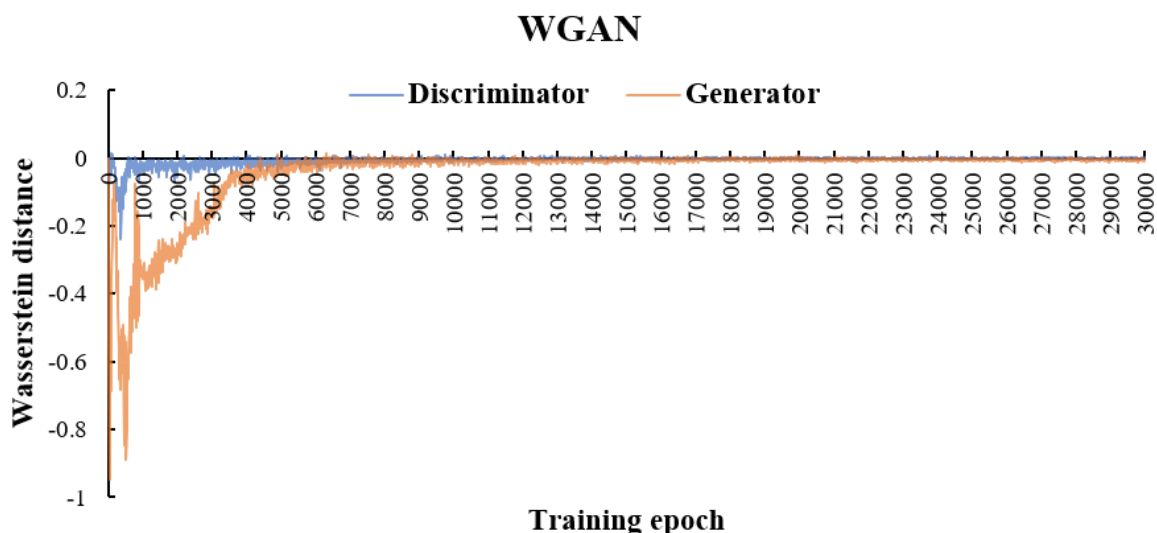 WGAN
Discriminator Generator
0.2
0
-0.2
-0.4
-0.6
-0.8
-1
Wasserstein distance
0 1000 2000 3000 4000 5000 6000 7000 8000 9000 10000 11000 12000 13000 14000 15000 16000 17000 18000 19000 20000 21000 22000 23000 24000 25000 26000 27000 28000 29000 30000
Training epoch